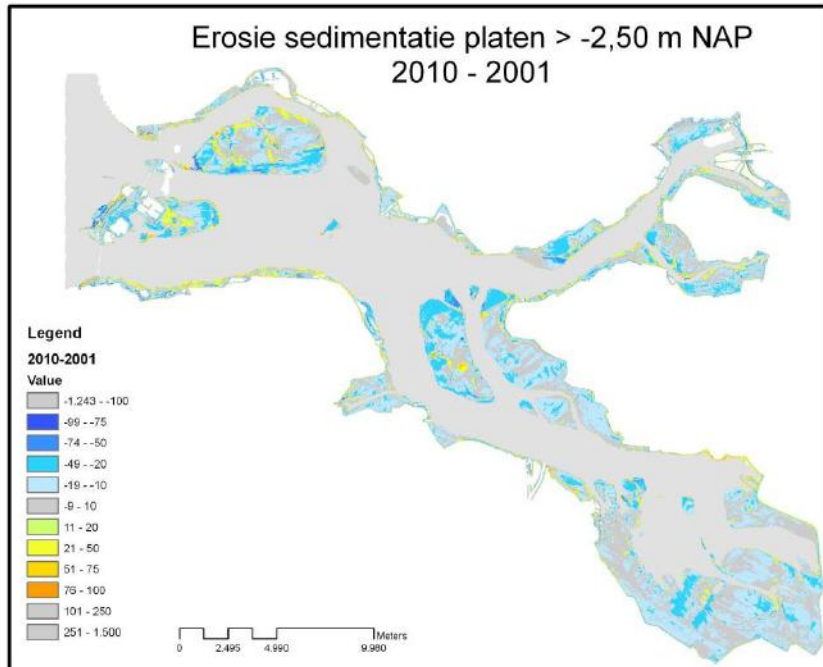 Erosie sedimentatie platen > -2,50 m NAP
2010 - 2001
Legend
2010-2001
Value
-1.243 - -100
-99 - -75
-74 - -50
-49 - -20
-19 - -10
-9 - 10
11 - 20
21 - 50
51 - 75
76 - 100
101 - 250
251 - 1.500
Meters
0 2.495 4.990 9.980